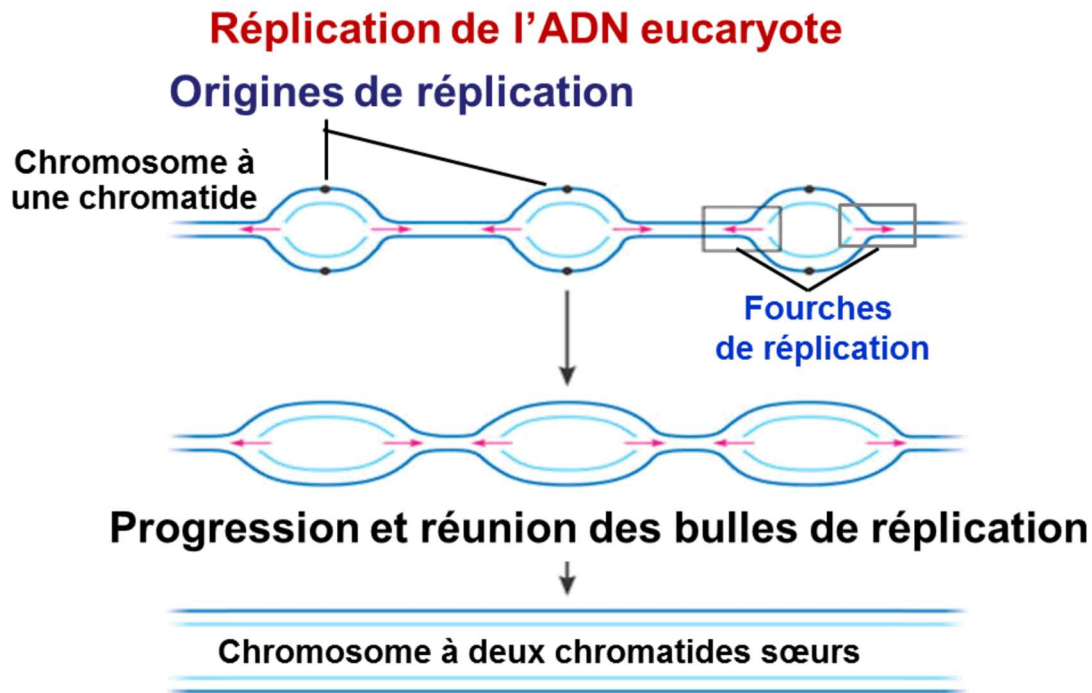 Réplication de l'ADN eucaryote
Origines de réplication
Chromosome à
une chromatide
Fourches
de réplication
Progression et réunion des bulles de réplication
Chromosome à deux chromatides sœurs